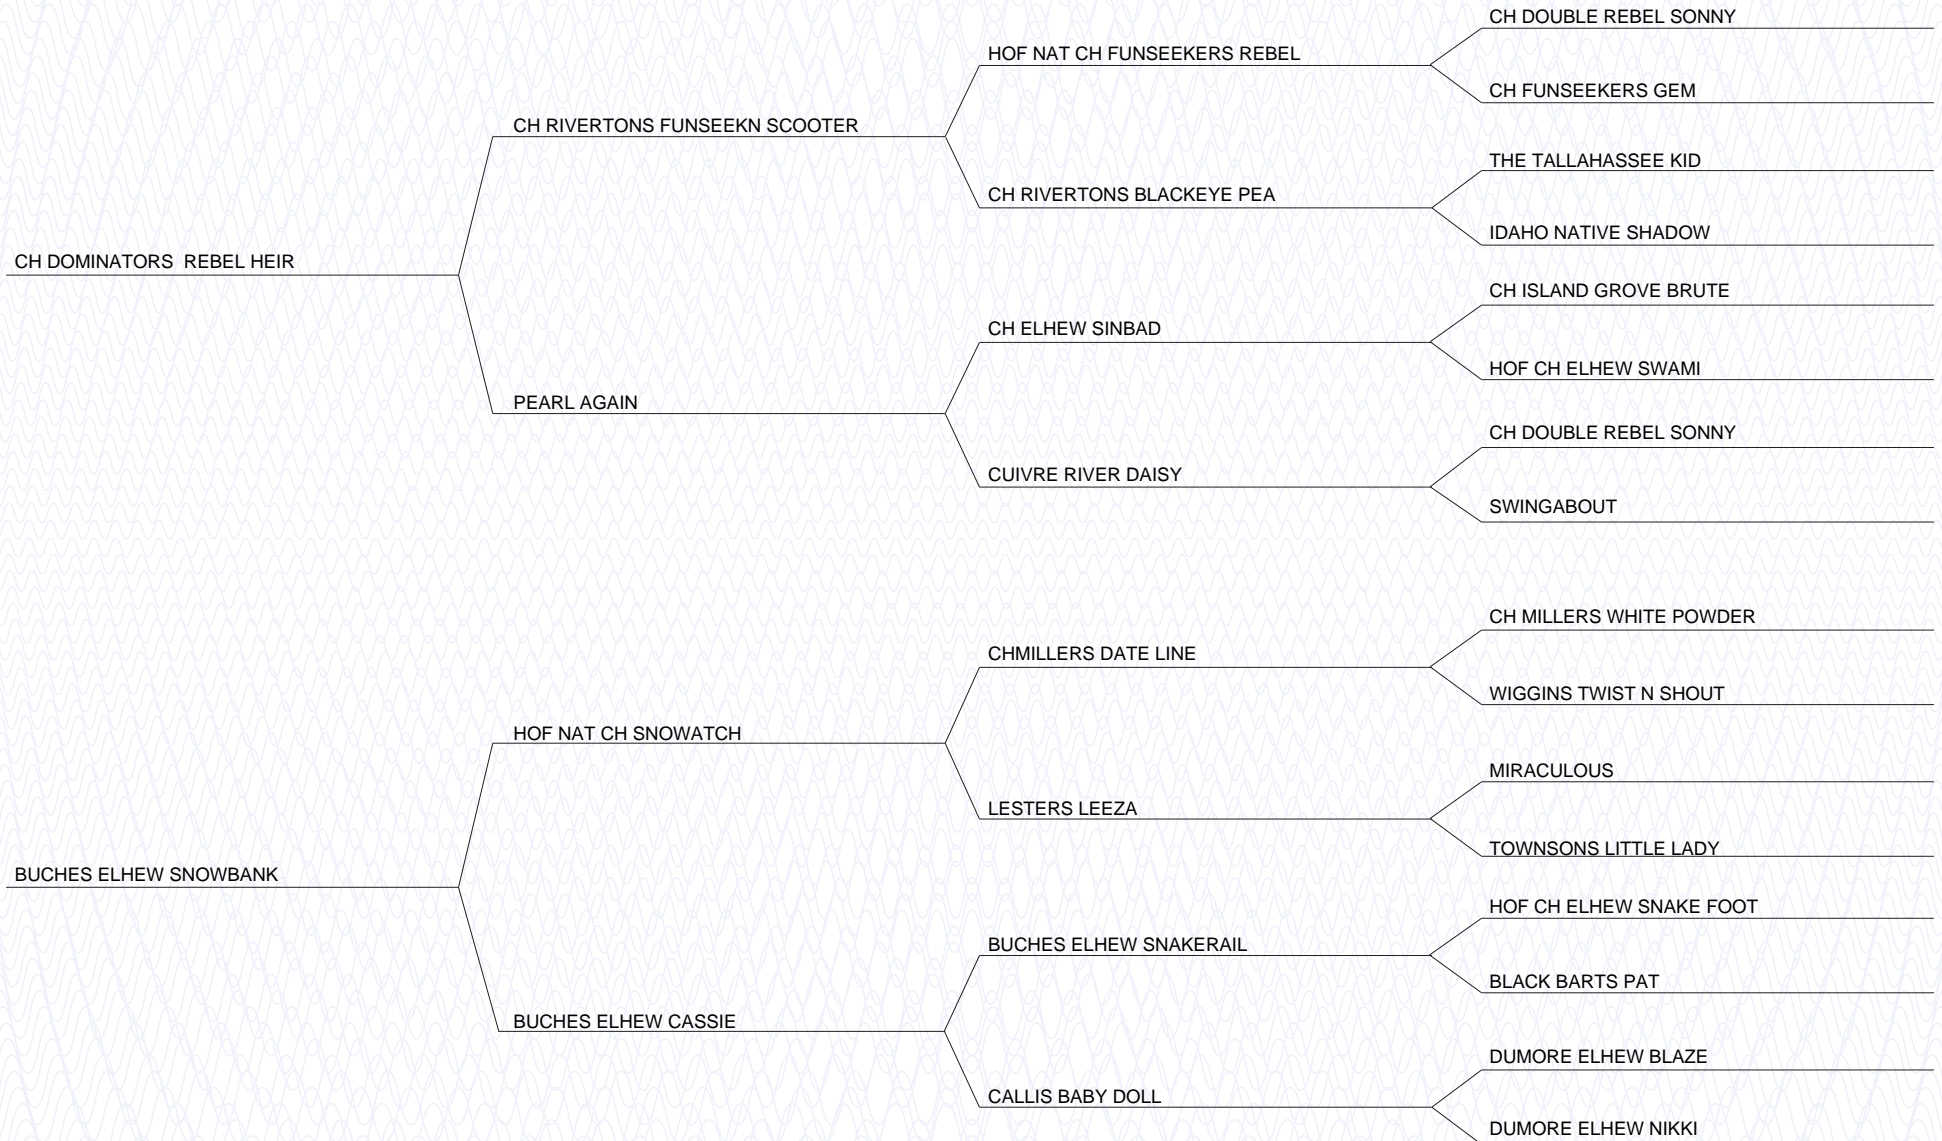 CH DOUBLE REBEL SONNY
HOF NAT CH FUNSEEKERS REBEL
CH FUNSEEKERS GEM
CH RIVERTONS FUNSEEKN SCOOTER
THE TALLAHASSEE KID
CH RIVERTONS BLACKEYE PEA
IDAHO NATIVE SHADOW
CH DOMINATORS  REBEL HEIR
CH ISLAND GROVE BRUTE
CH ELHEW SINBAD
HOF CH ELHEW SWAMI
PEARL AGAIN
CH DOUBLE REBEL SONNY
CUIVRE RIVER DAISY
SWINGABOUT
CH MILLERS WHITE POWDER
CHMILLERS DATE LINE
WIGGINS TWIST N SHOUT
HOF NAT CH SNOWATCH
MIRACULOUS
LESTERS LEEZA
TOWNSONS LITTLE LADY
BUCHES ELHEW SNOWBANK
HOF CH ELHEW SNAKE FOOT
BUCHES ELHEW SNAKERAIL
BLACK BARTS PAT
BUCHES ELHEW CASSIE
DUMORE ELHEW BLAZE
CALLIS BABY DOLL
DUMORE ELHEW NIKKI